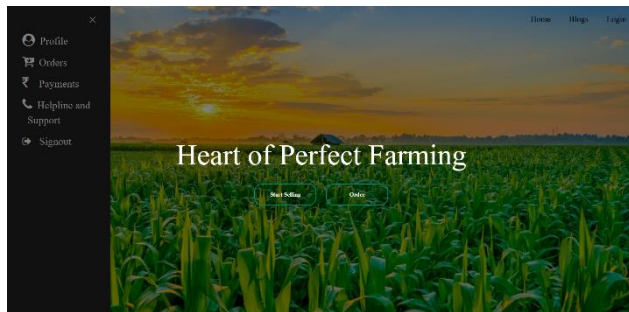 ×
Home Blogs Login
Profile
Orders
₹ Payments
Helpline and
Support
Signout
Heart of Perfect Farming
Start Selling Order